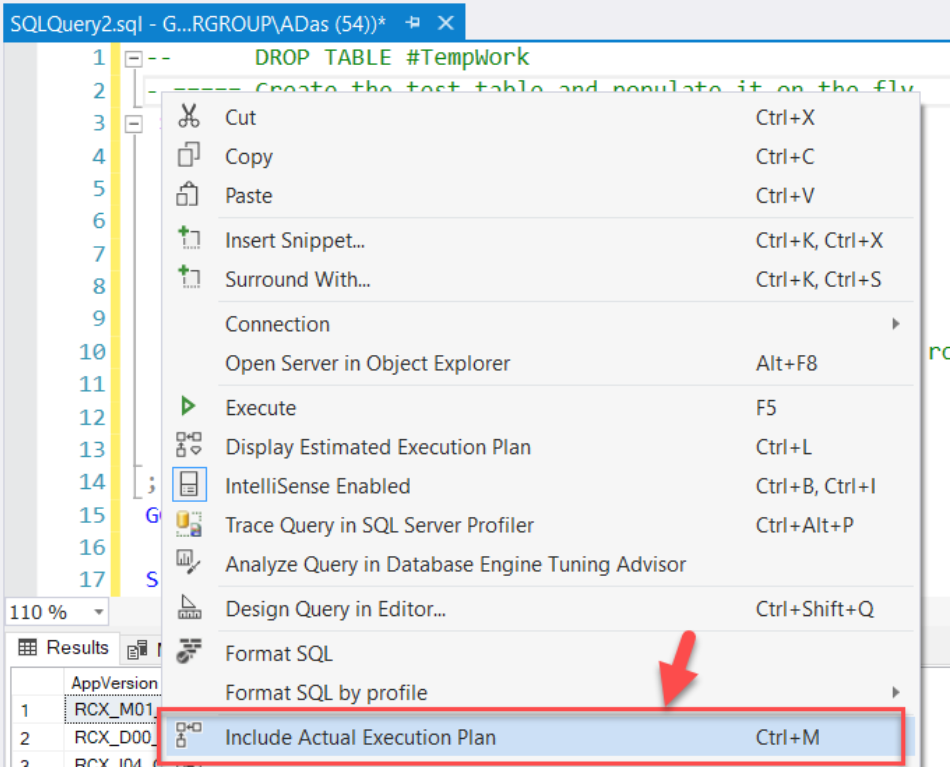 SQLQuery2.sql - G...RGROUP\ADas (54))*
1 -- DROP TABLE #TempWork
2 - ===== Create the test table and populate it on the fly
3
4
5
6
7
8
9
10
11
12
13
14 ;
15 G
16
17 S
Cut Ctrl+X
Copy Ctrl+C
Paste Ctrl+V
Insert Snippet... Ctrl+K, Ctrl+X
Surround With... Ctrl+K, Ctrl+S
Connection
Open Server in Object Explorer Alt+F8
Execute F5
Display Estimated Execution Plan Ctrl+L
IntelliSense Enabled Ctrl+B, Ctrl+I
Trace Query in SQL Server Profiler Ctrl+Alt+P
Analyze Query in Database Engine Tuning Advisor
Design Query in Editor... Ctrl+Shift+Q
Format SQL
Format SQL by profile
Include Actual Execution Plan Ctrl+M
110 %
Results
AppVersion
1 RCX_M01_
2 RCX_D00_
3